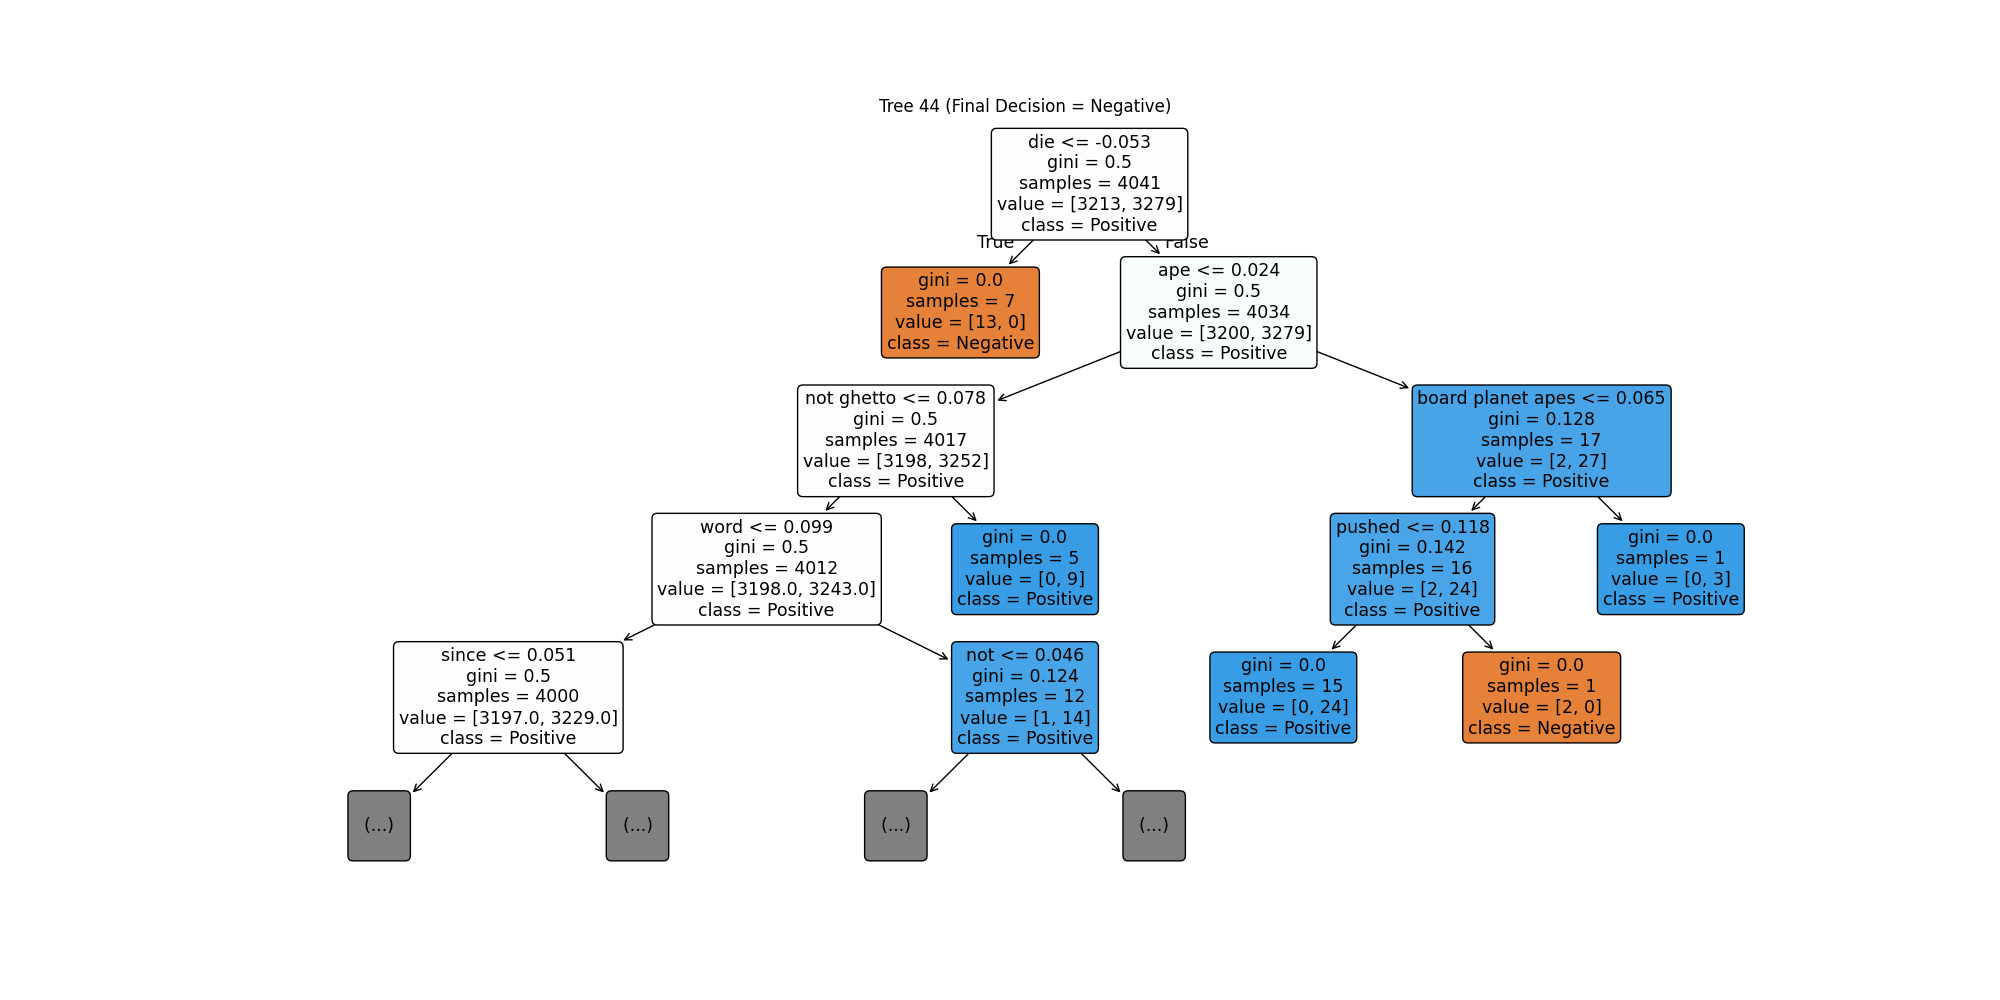 Tree 44 (Final Decision = Negative)
die <= -0.053
gini = 0.5
samples = 4041
value = [3213, 3279]
class = Positive
True
False
gini = 0.0
samples = 7
value = [13, 0]
class = Negative
ape <= 0.024
gini = 0.5
samples = 4034
value = [3200, 3279]
class = Positive
not ghetto <= 0.078
gini = 0.5
samples = 4017
value = [3198, 3252]
class = Positive
board planet apes <= 0.065
gini = 0.128
samples = 17
value = [2, 27]
class = Positive
word <= 0.099
gini = 0.5
samples = 4012
value = [3198.0, 3243.0]
class = Positive
gini = 0.0
samples = 5
value = [0, 9]
class = Positive
pushed <= 0.118
gini = 0.142
samples = 16
value = [2, 24]
class = Positive
gini = 0.0
samples = 1
value = [0, 3]
class = Positive
since <= 0.051
gini = 0.5
samples = 4000
value = [3197.0, 3229.0]
class = Positive
not <= 0.046
gini = 0.124
samples = 12
value = [1, 14]
class = Positive
gini = 0.0
samples = 15
value = [0, 24]
class = Positive
gini = 0.0
samples = 1
value = [2, 0]
class = Negative
(...)
(...)
(...)
(...)